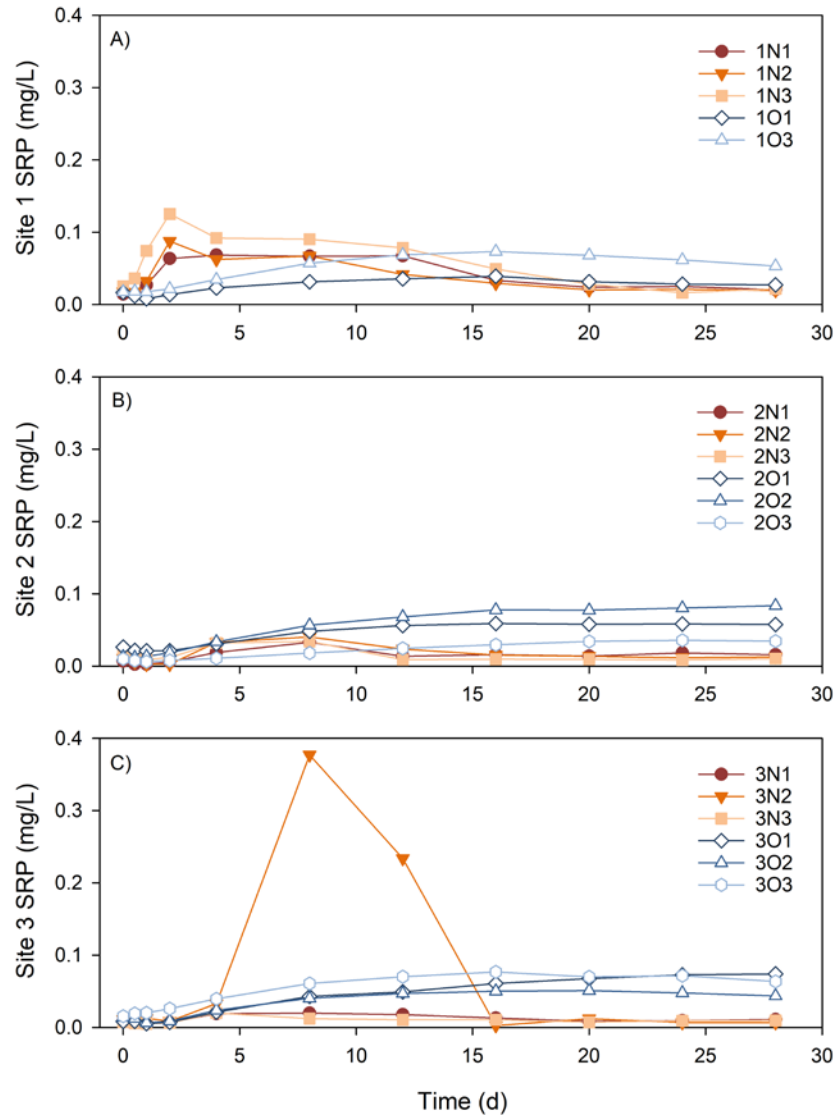 A)
0.4
0.3
0.2
0.1
0.0
Site 1 SRP (mg/L)
1N1
1N2
1N3
1O1
1O3
0 5 10 15 20 25 30
B)
0.4
0.3
0.2
0.1
0.0
Site 2 SRP (mg/L)
2N1
2N2
2N3
2O1
2O2
2O3
0 5 10 15 20 25 30
C)
0.4
0.3
0.2
0.1
0.0
Site 3 SRP (mg/L)
3N1
3N2
3N3
3O1
3O2
3O3
0 5 10 15 20 25 30
Time (d)